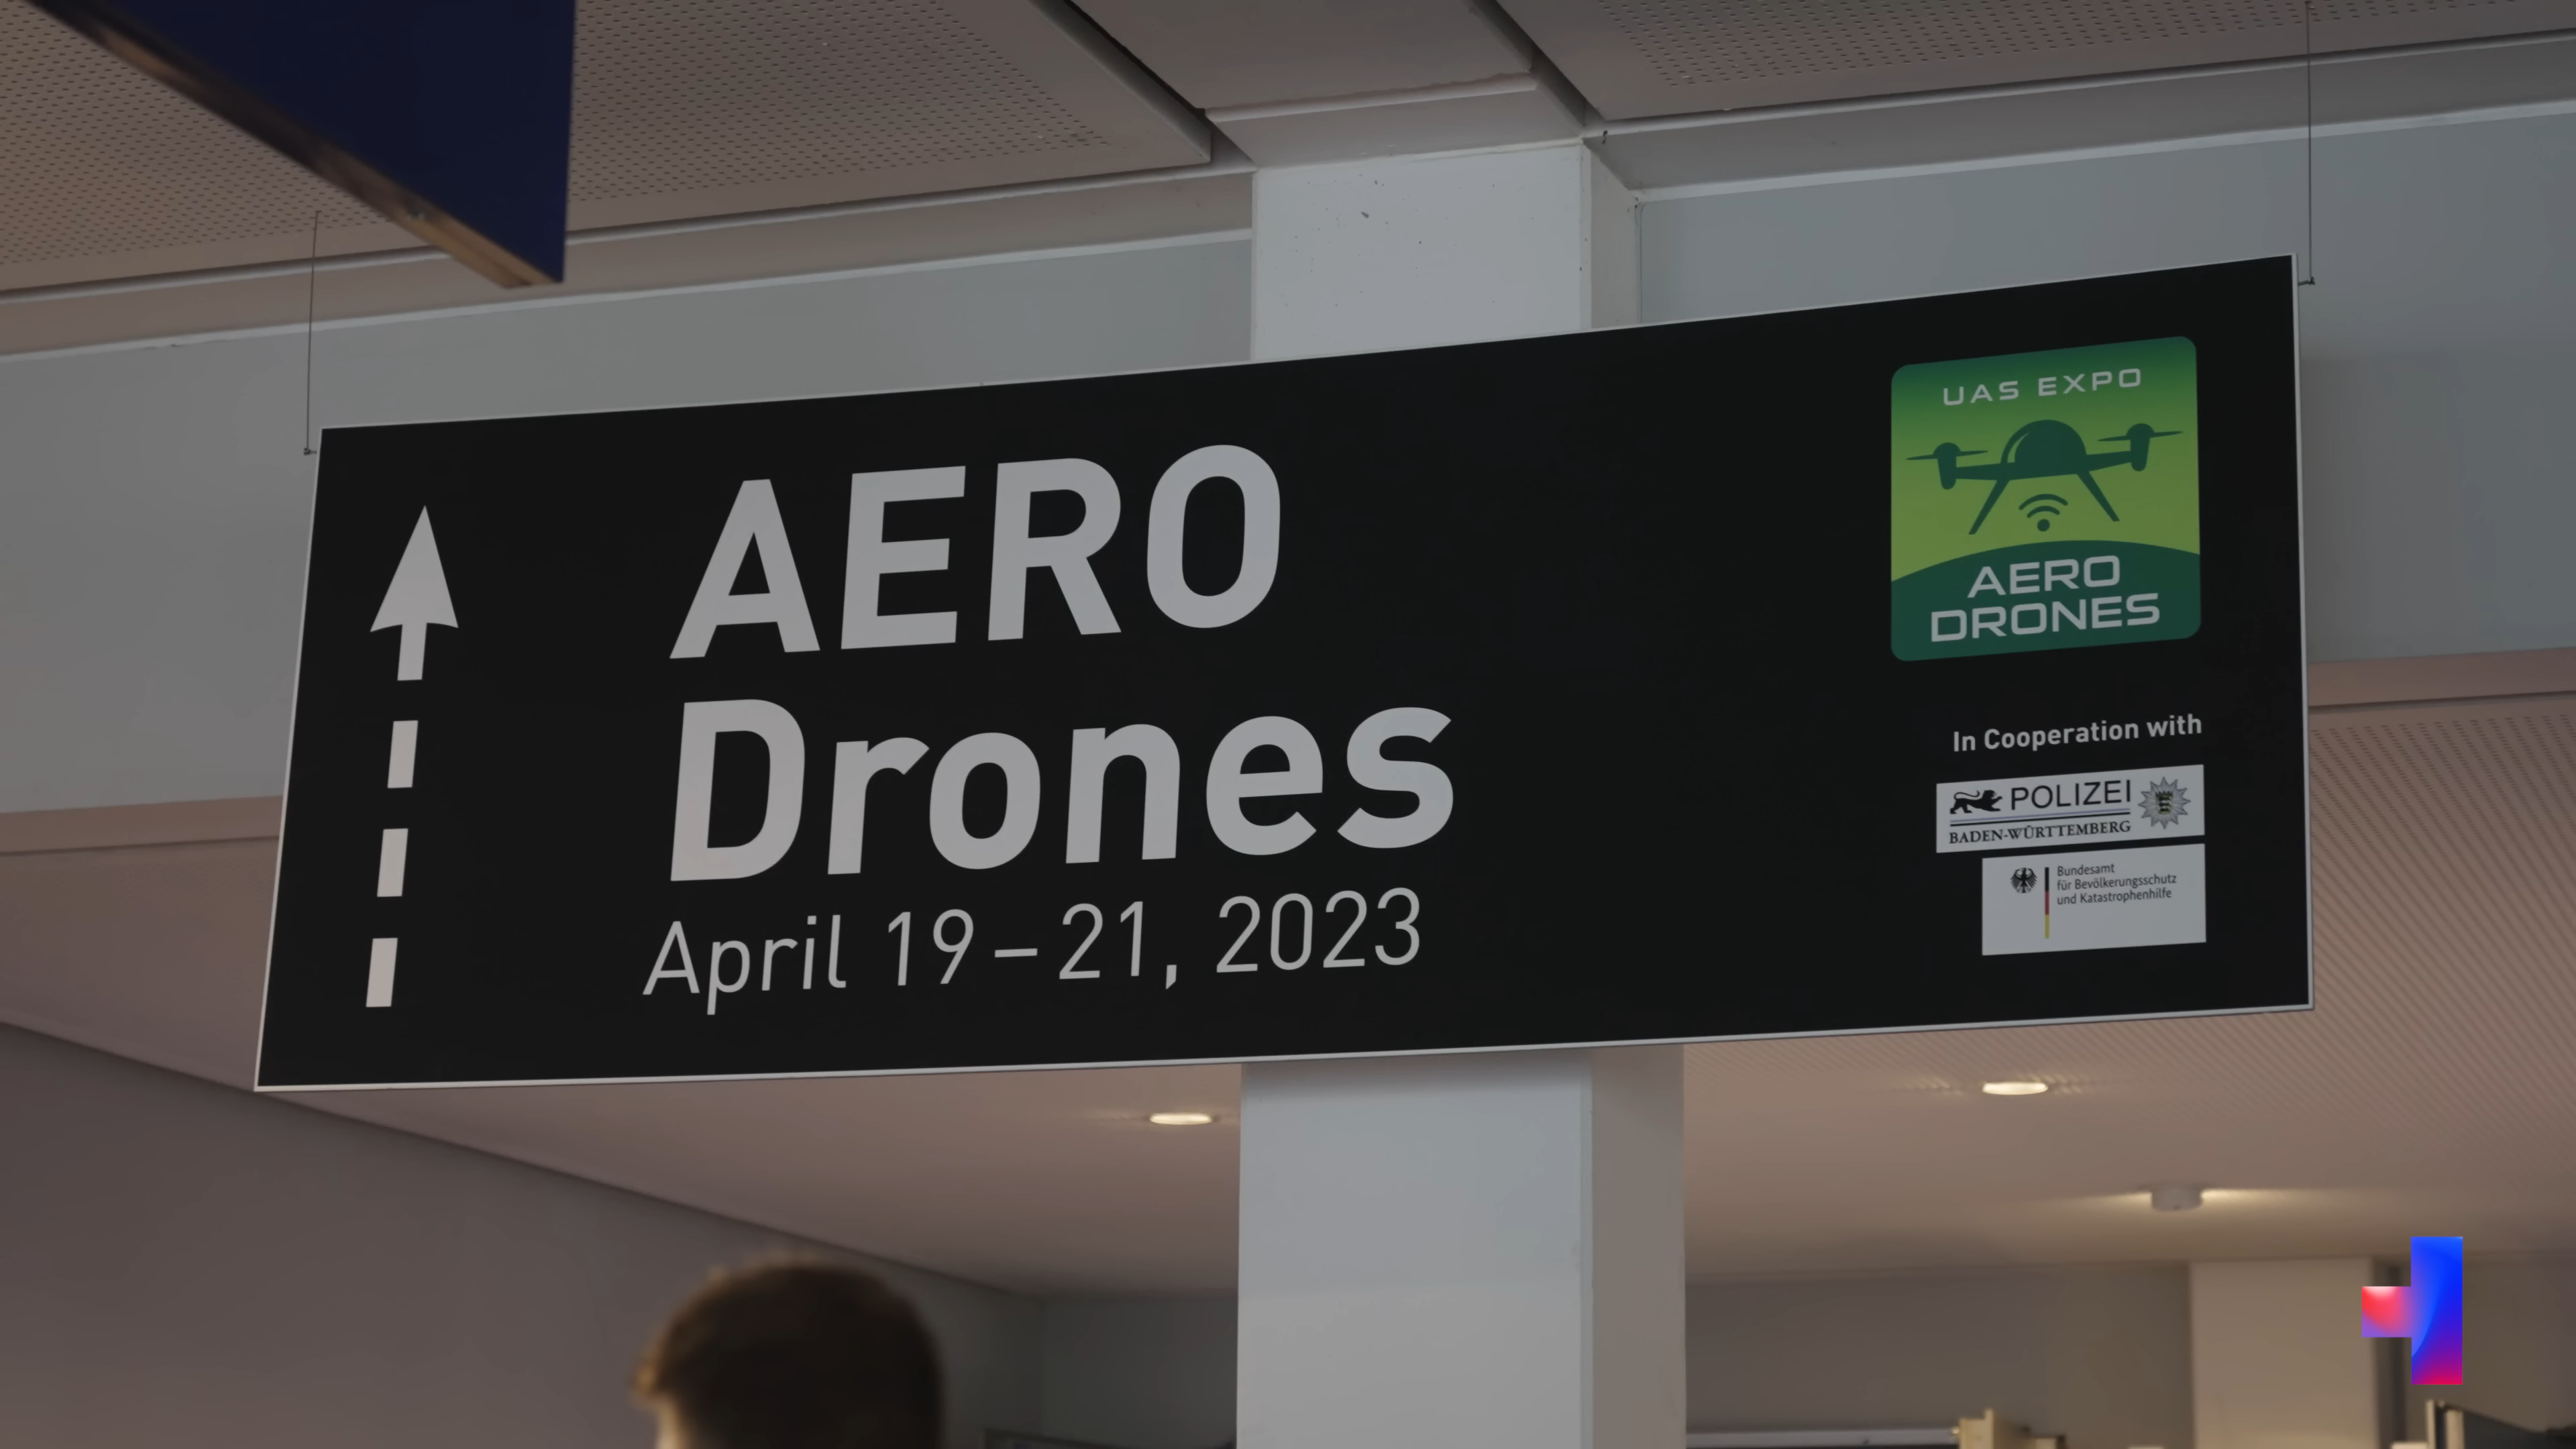 AERO
Drones
April 19 – 21, 2023
UAS EXPO
AERO
DRONES
In Cooperation with
POLIZEI
BADEN-WÜRTTEMBERG
Bundesamt
für Bevölkerungsschutz
und Katastrophenhilfe